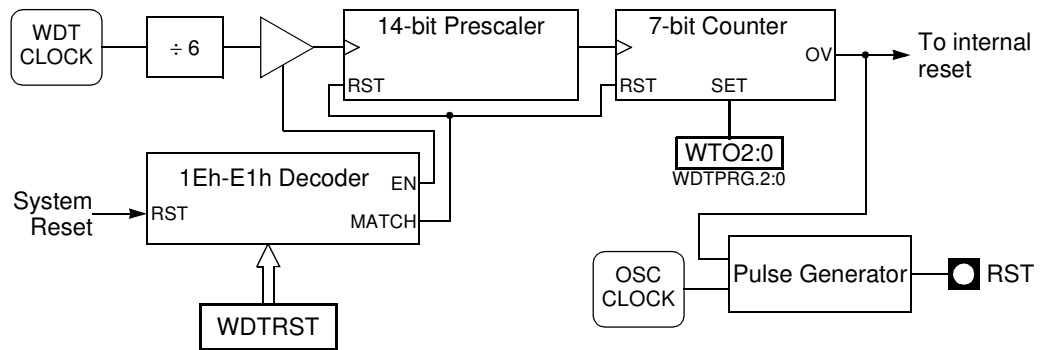 WDT
CLOCK
÷ 6
14-bit Prescaler
RST
7-bit Counter
OV
RST
SET
To internal
reset
WTO2:0
WDTPRG.2:0
1Eh-E1h Decoder
EN
RST
MATCH
System
Reset
WDTRST
OSC
CLOCK
Pulse Generator
RST